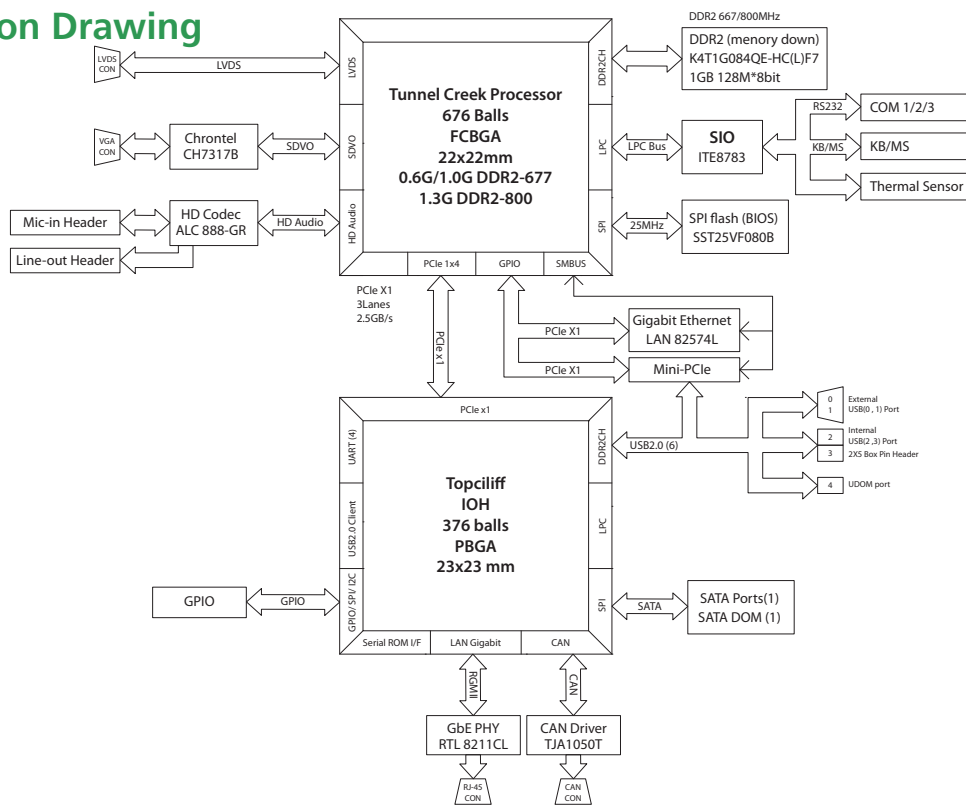 on Drawing
LVDS
CON
LVDS
LVDS
VGA
CON
Chrontel
CH7317B
SDVO
SDVO
Mic-in Header
Line-out Header
HD Codec
ALC 888-GR
HD Audio
HD Audio
Tunnel Creek Processor
676 Balls
FCBGA
22x22mm
0.6G/1.0G DDR2-677
1.3G DDR2-800
DDR2CH
LPC
SPI
PCIe 1x4
GPIO
SMBUS
DDR2 667/800MHz
DDR2 (menory down)
K4T1G084QE-HC(L)F7
1GB 128M*8bit
LPC Bus
SIO
ITE8783
RS232
COM 1/2/3
KB/MS
KB/MS
Thermal Sensor
25MHz
SPI flash (BIOS)
SST25VF080B
PCIe X1
3Lanes
2.5GB/s
PCIe x1
PCIe X1
Gigabit Ethernet
LAN 82574L
PCIe X1
Mini-PCIe
PCIe x1
UART (4)
USB2.0 Client
GPIO/ SPI/ I2C
Topciliff
IOH
376 balls
PBGA
23x23 mm
DDR2CH
LPC
SPI
Serial ROM I/F
LAN Gigabit
CAN
USB2.0 (6)
0
1
External
USB(0 , 1) Port
2
3
Internal
USB(2 ,3) Port
2X5 Box Pin Header
4
UDOM port
GPIO
GPIO
SATA
SATA Ports(1)
SATA DOM (1)
RGMII
CAN
GbE PHY
RTL 8211CL
CAN Driver
TJA1050T
RJ-45
CON
CAN
CON